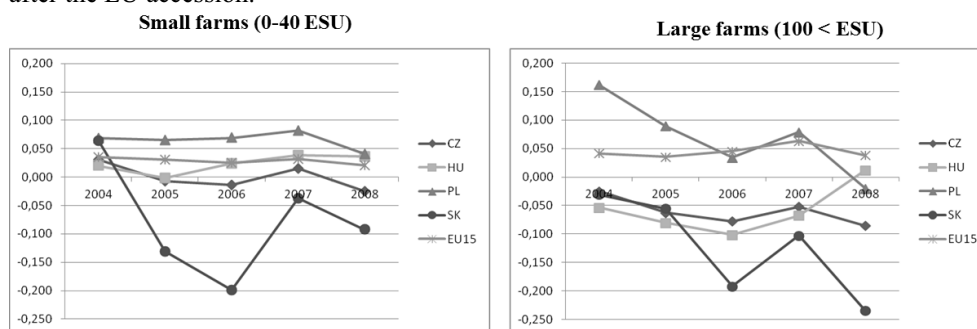 after the EU accession.
Small farms (0-40 ESU)
0,200
0,150
0,100
0,050
0,000
-0,050
-0,100
-0,150
-0,200
-0,250
2004 2005 2006 2007 2008
CZ
HU
PL
SK
EU15
Large farms (100 < ESU)
0,200
0,150
0,100
0,050
0,000
-0,050
-0,100
-0,150
-0,200
-0,250
2004 2005 2006 2007 2008
CZ
HU
PL
SK
EU15